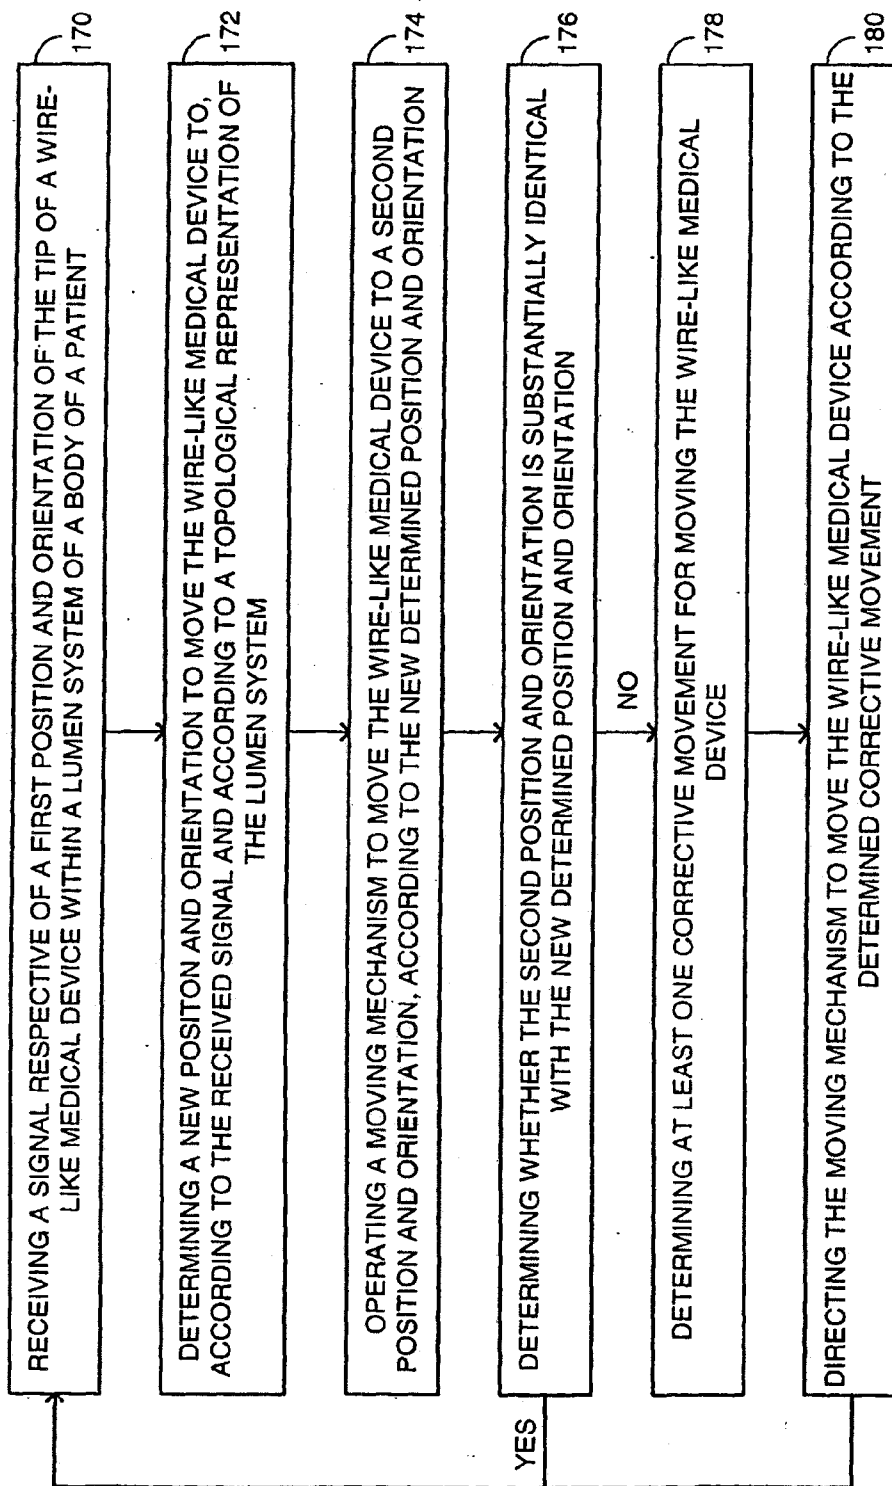 RECEIVING A SIGNAL RESPECTIVE OF A FIRST POSITION AND ORIENTATION OF THE TIP OF A WIRE-
LIKE MEDICAL DEVICE WITHIN A LUMEN SYSTEM OF A BODY OF A PATIENT
170
DETERMINING A NEW POSITON AND ORIENTATION TO MOVE THE WIRE-LIKE MEDICAL DEVICE TO,
ACCORDING TO THE RECEIVED SIGNAL AND ACCORDING TO A TOPOLOGICAL REPRESENTATION OF
THE LUMEN SYSTEM
172
OPERATING A MOVING MECHANISM TO MOVE THE WIRE-LIKE MEDICAL DEVICE TO A SECOND
POSITION AND ORIENTATION, ACCORDING TO THE NEW DETERMINED POSITION AND ORIENTATION
174
DETERMINING WHETHER THE SECOND POSITION AND ORIENTATION IS SUBSTANTIALLY IDENTICAL
WITH THE NEW DETERMINED POSITION AND ORIENTATION
176
YES
NO
DETERMINING AT LEAST ONE CORRECTIVE MOVEMENT FOR MOVING THE WIRE-LIKE MEDICAL
DEVICE
178
DIRECTING THE MOVING MECHANISM TO MOVE THE WIRE-LIKE MEDICAL DEVICE ACCORDING TO THE
DETERMINED CORRECTIVE MOVEMENT
180